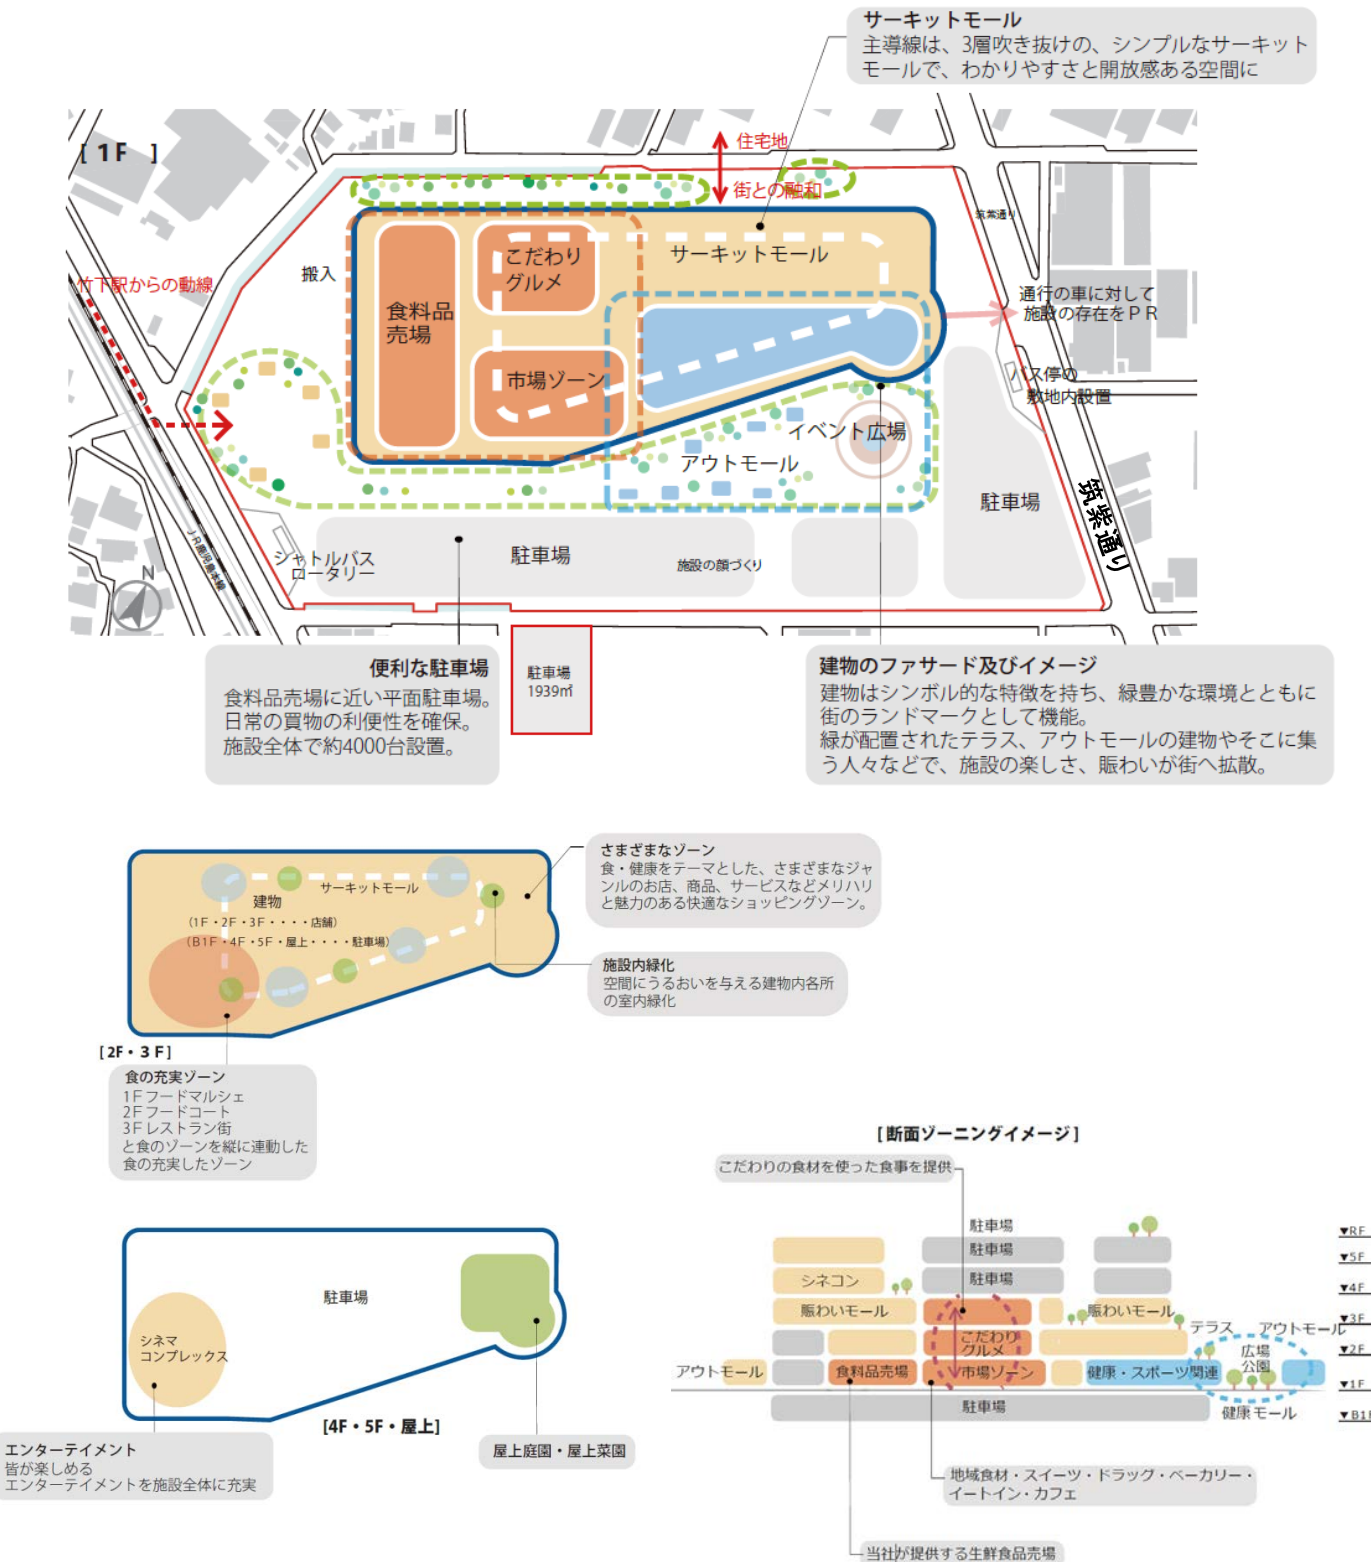 サーキットモール
主導線は、3層吹き抜けの、シンプルなサーキット
モールで、わかりやすさと開放感ある空間に
[ 1F ]
住宅地
街との融和
筑紫通り
竹下駅からの動線
搬入
こだわり
グルメ
サーキットモール
食料品
売場
市場ゾーン
通行の車に対して
施設の存在をPR
バス停の
敷地内設置
イベント広場
アウトモール
駐車場
筑紫通り
シャトルバス
ロータリー
駐車場
施設の顔づくり
JR鹿児島本線
N
便利な駐車場
食料品売場に近い平面駐車場。
日常の買物の利便性を確保。
施設全体で約4000台設置。
駐車場
1939㎡
建物のファサード及びイメージ
建物はシンボル的な特徴を持ち、緑豊かな環境とともに
街のランドマークとして機能。
緑が配置されたテラス、アウトモールの建物やそこに集
う人々などで、施設の楽しさ、賑わいが街へ拡散。
サーキットモール
建物
(1F・2F・3F・・・・店舗)
(B1F・4F・5F・屋上・・・・駐車場)
さまざまなゾーン
食・健康をテーマとした、さまざまなジャ
ンルのお店、商品、サービスなどメリハリ
と魅力のある快適なショッピングゾーン。
施設内緑化
空間にうるおいを与える建物内各所
の室内緑化
[2F・3F]
食の充実ゾーン
1Fフードマルシェ
2Fフードコート
3Fレストラン街
と食のゾーンを縦に連動した
食の充実したゾーン
駐車場
シネマ
コンプレックス
[4F・5F・屋上]
エンターテイメント
皆が楽しめる
エンターテイメントを施設全体に充実
屋上庭園・屋上菜園
[断面ゾーニングイメージ]
こだわりの食材を使った食事を提供
駐車場
▼RF
駐車場
▼5F
シネコン
駐車場
▼4F
賑わいモール
賑わいモール
▼3F
テラス
アウトモール
こだわり
グルメ
広場
公園
▼2F
アウトモール
食料品売場
市場ゾーン
健康・スポーツ関連
▼1F
駐車場
健康モール
▼B1F
地域食材・スイーツ・ドラッグ・ベーカリー・
イートイン・カフェ
当社が提供する生鮮食品売場